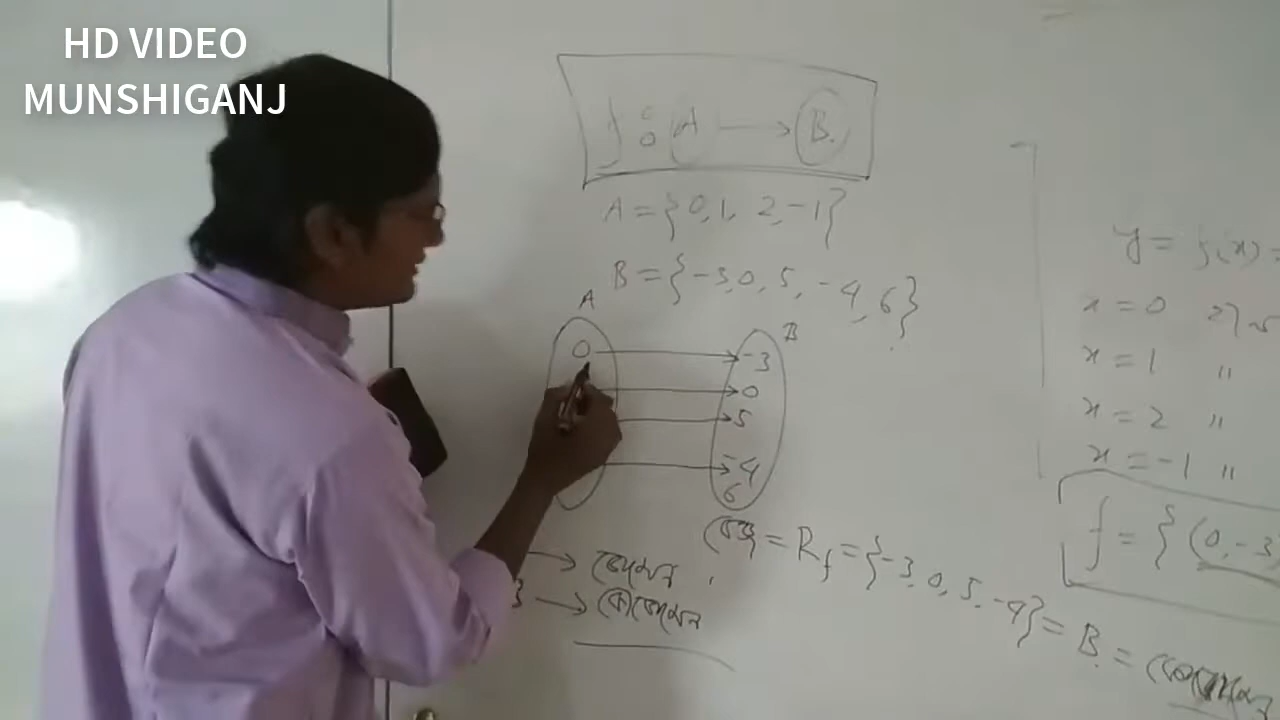 HD VIDEO
MUNSHIGANJ
f : A → B.
A = {0, 1, 2, -1}
B = {-3, 0, 5, -4, 6}
A
B
0
-3
0
5
-4
6
রেঞ্জ = R_f = {-3, 0, 5, -4} = B. =
→ ডোমেন
B → কোডোমেন
y = f(x) =
x = 0
x = 1 "
x = 2 "
x = -1 "
f = {(0, -3)